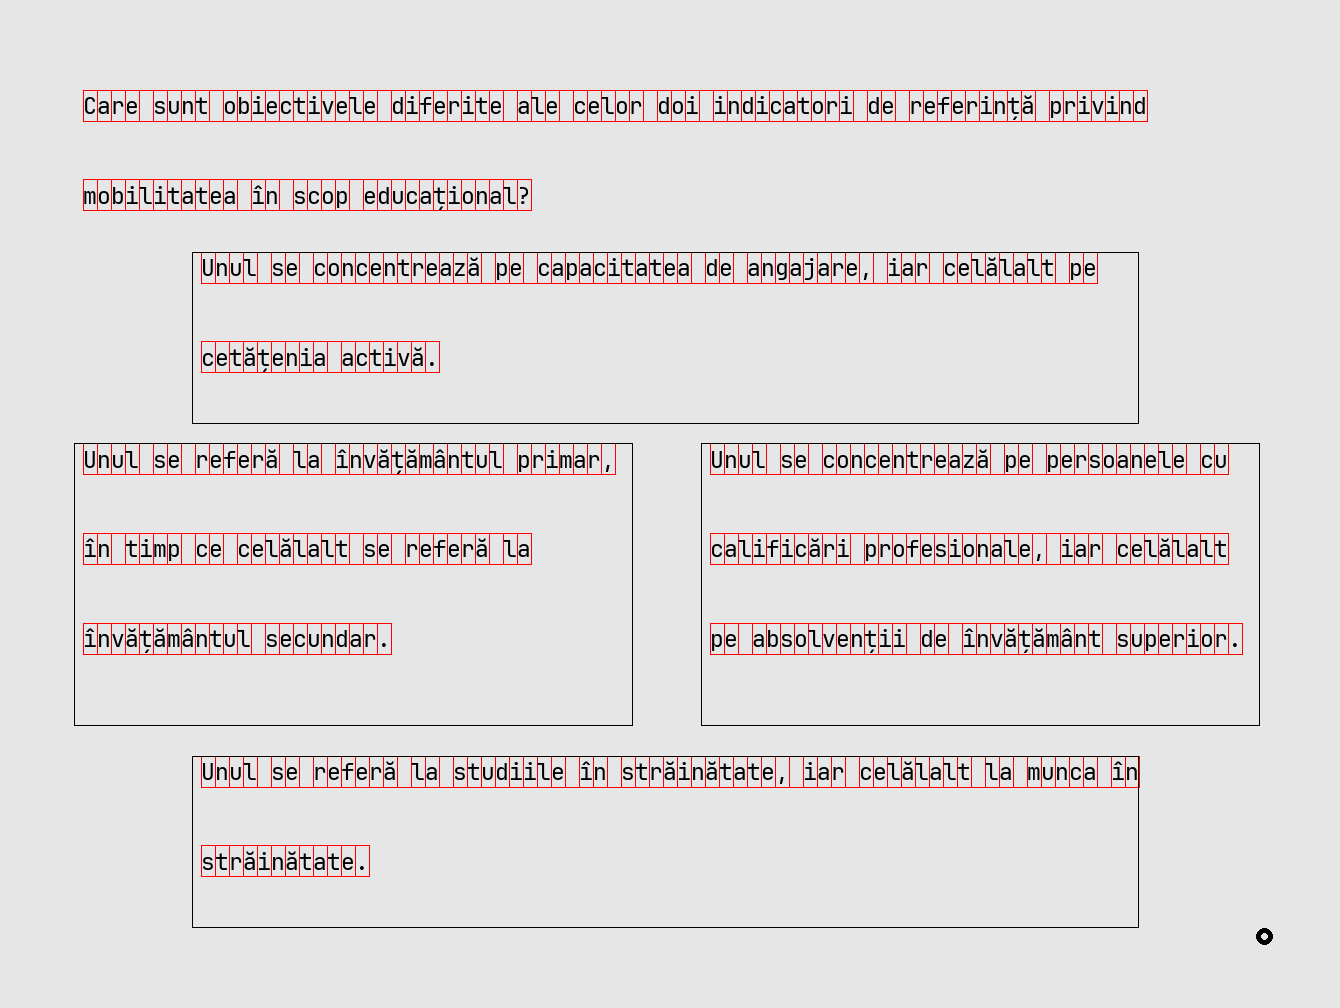 Care sunt obiectivele diferite ale celor doi indicatori de referință privind
mobilitatea în scop educațional?
Unul se concentrează pe capacitatea de angajare, iar celălalt pe
cetățenia activă.
Unul se referă la învățământul primar,
în timp ce celălalt se referă la
învățământul secundar.
Unul se concentrează pe persoanele cu
calificări profesionale, iar celălalt
pe absolvenții de învățământ superior.
Unul se referă la studiile în străinătate, iar celălalt la munca în
străinătate.